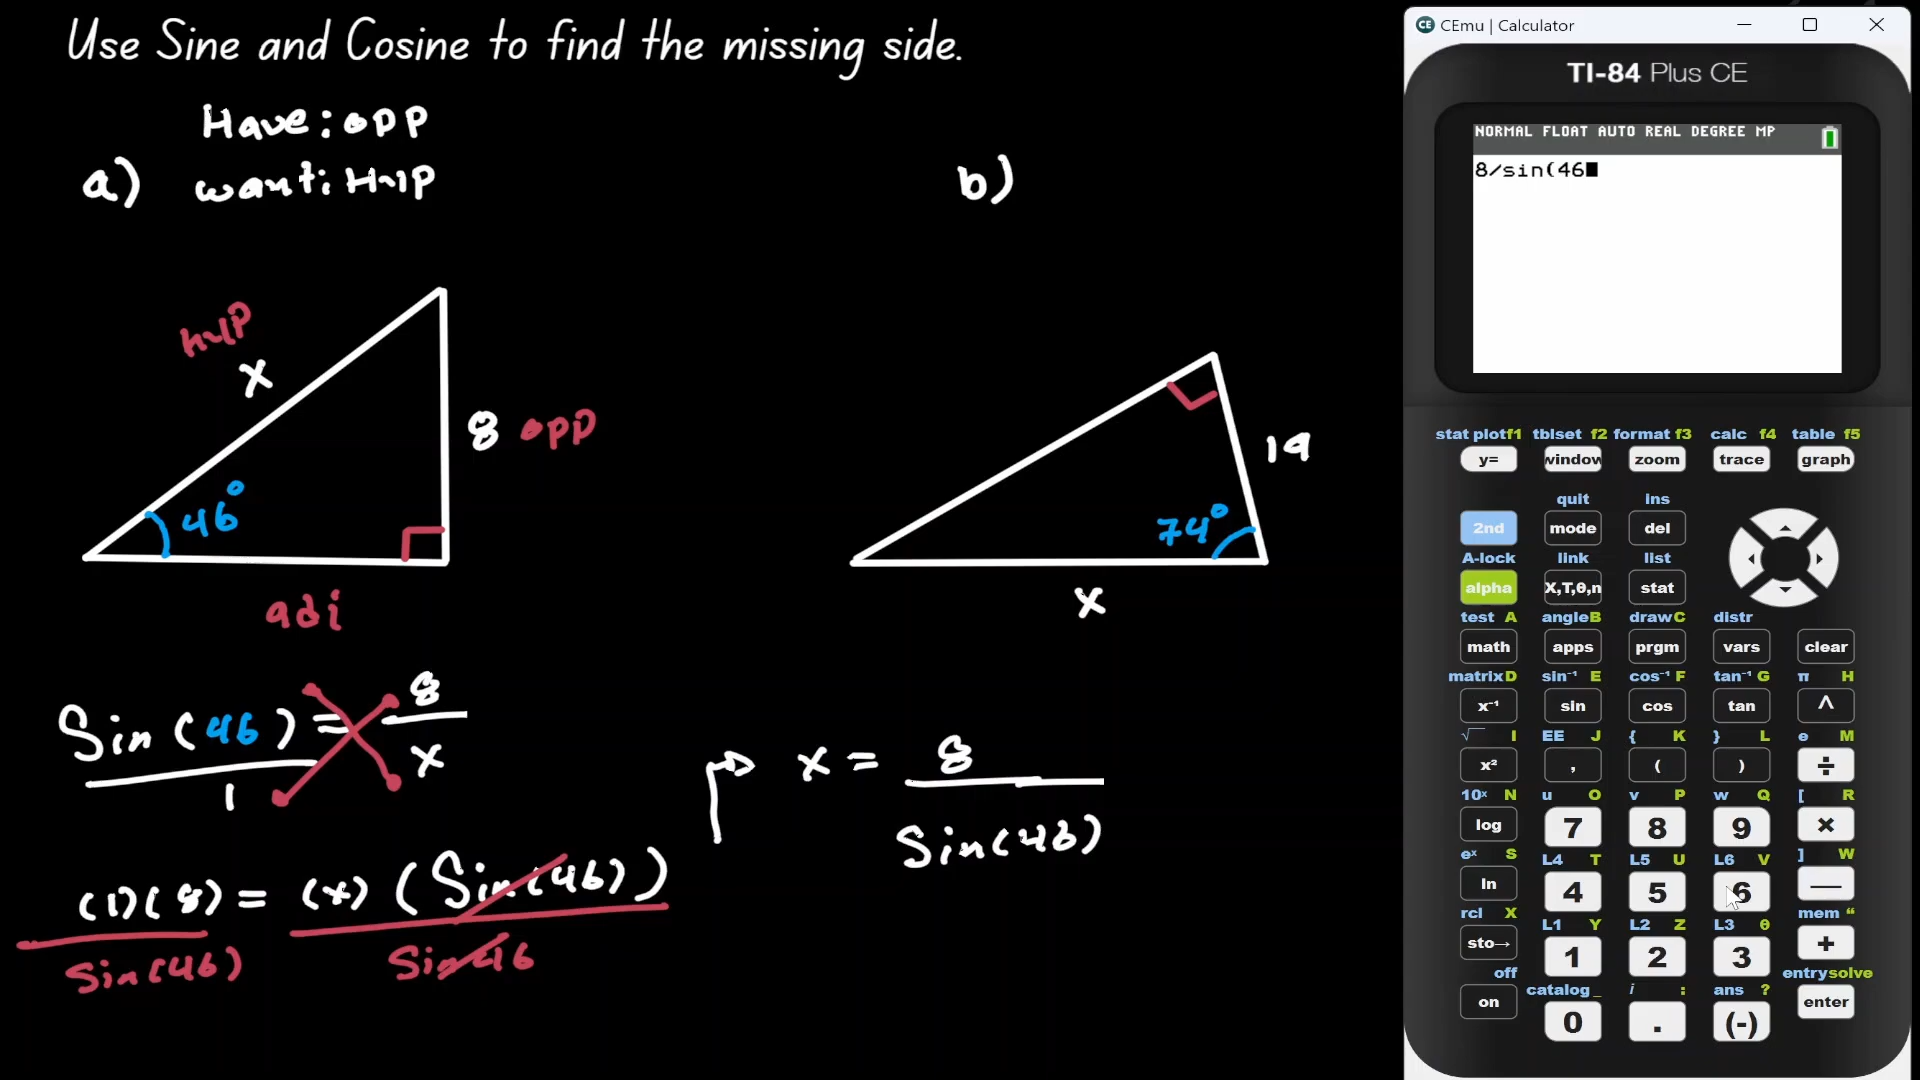 Use Sine and Cosine to find the missing side.
Have: opp
a) want: Hyp
b)
hyp
x
8 opp
46°
adj
14
74°
x
Sin(46) = 8
1 x
(1)(8) = (x)(Sin(46))
Sin(46) Sin46
x = 8
Sin(46)
CE CEmu | Calculator
TI-84 Plus CE
NORMAL FLOAT AUTO REAL DEGREE MP
8/sin(46
stat plot f1 tblset f2 format f3 calc f4 table f5
y= window zoom trace graph
quit ins
2nd mode del
A-lock link list
alpha X,T,θ,n stat
test A angle B draw C distr
math apps prgm vars clear
matrix D sin⁻¹ E cos⁻¹ F tan⁻¹ G π H
x⁻¹ sin cos tan ^
√ I EE J { K } L e M
x² , ( ) ÷
10ˣ N u O v P w Q [ R
log 7 8 9 ×
eˣ S L4 T L5 U L6 V ] W
ln 4 5 6 —
rcl X L1 Y L2 Z L3 θ mem “
sto→ 1 2 3 +
off catalog _ i : ans ? entry solve
on 0 . (-) enter